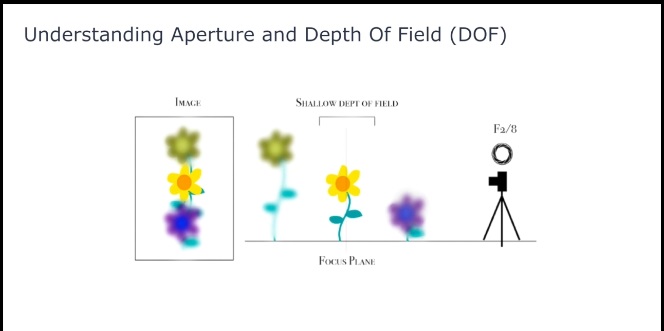 Understanding Aperture and Depth Of Field (DOF)
IMAGE
SHALLOW DEPT OF FIELD
F2/8
FOCUS PLANE